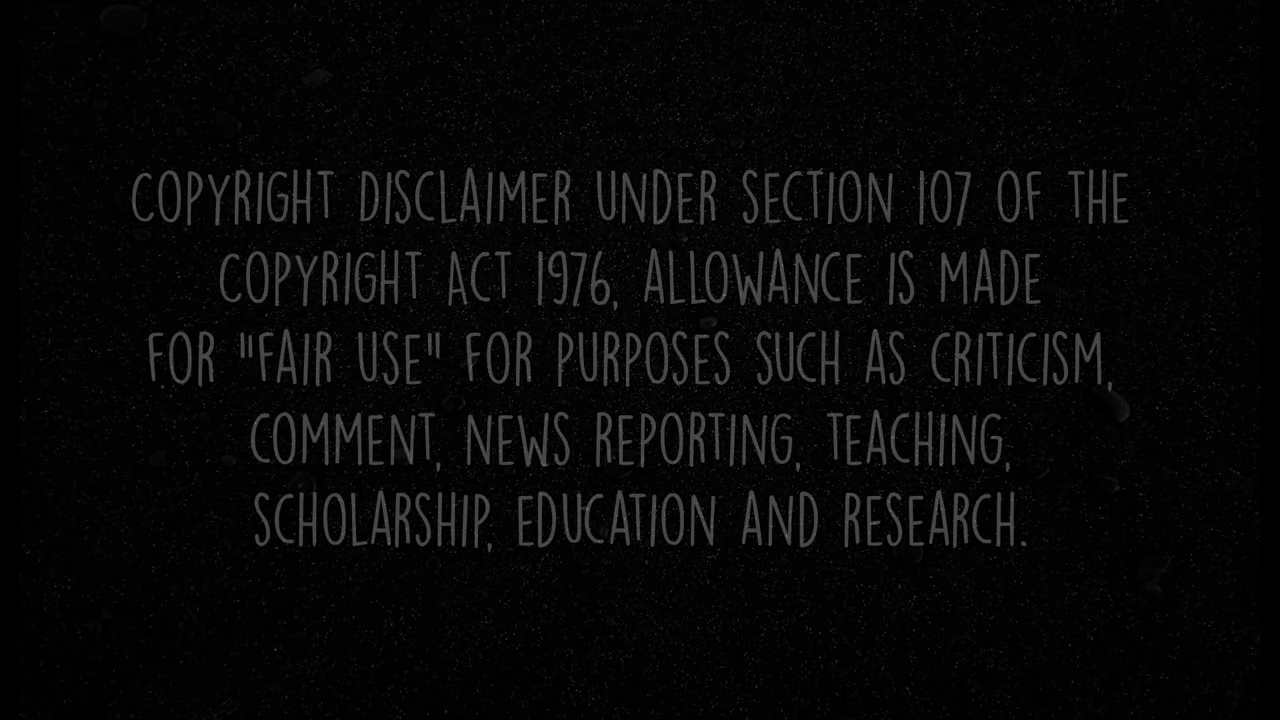 COPYRIGHT DISCLAIMER UNDER SECTION 107 OF THE
COPYRIGHT ACT 1976, ALLOWANCE IS MADE
FOR "FAIR USE" FOR PURPOSES SUCH AS CRITICISM,
COMMENT, NEWS REPORTING, TEACHING,
SCHOLARSHIP, EDUCATION AND RESEARCH.